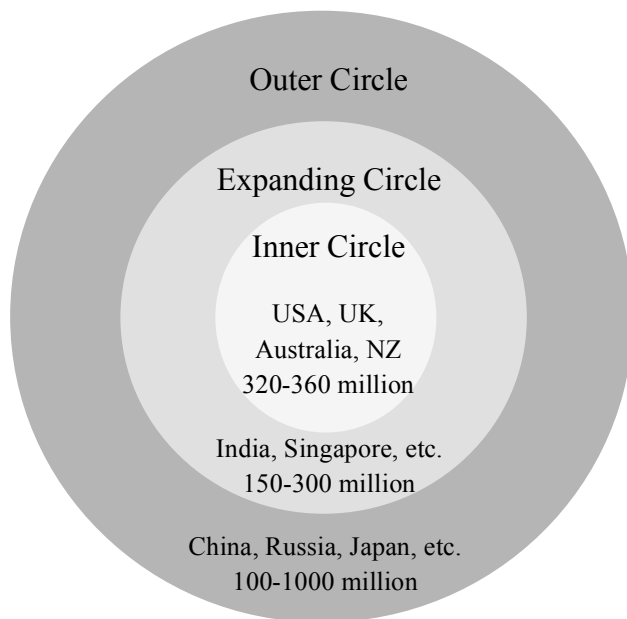 Outer Circle
Expanding Circle
Inner Circle
USA, UK,
Australia, NZ
320-360 million
India, Singapore, etc.
150-300 million
China, Russia, Japan, etc.
100-1000 million